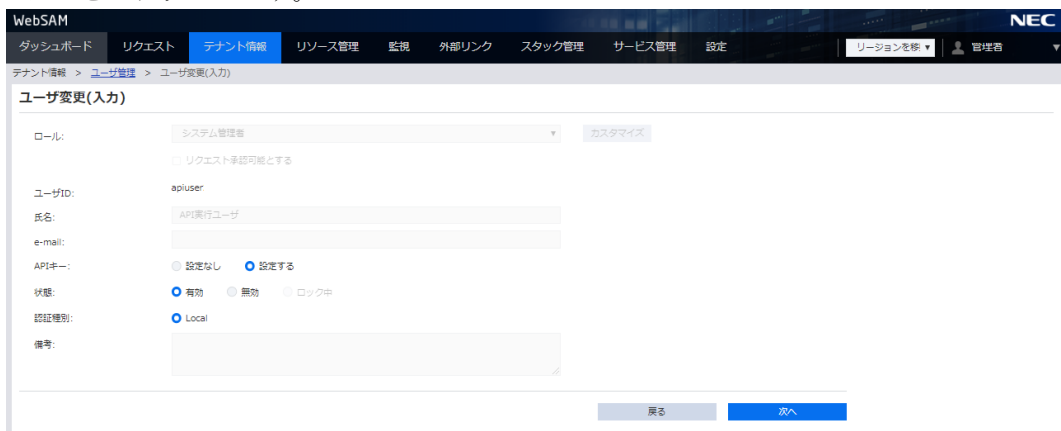 WebSAM NEC
ダッシュボード リクエスト テナント情報 リソース管理 監視 外部リンク スタック管理 サービス管理 設定 リージョンを移 管理者
テナント情報 > ユーザ管理 > ユーザ変更(入力)
ユーザ変更(入力)
ロール: システム管理者 カスタマイズ
リクエスト承認可能とする
ユーザID: apiuser
氏名: API実行ユーザ
e-mail:
APIキー: 設定なし 設定する
状態: 有効 無効 ロック中
認証種別: Local
備考:
戻る 次へ